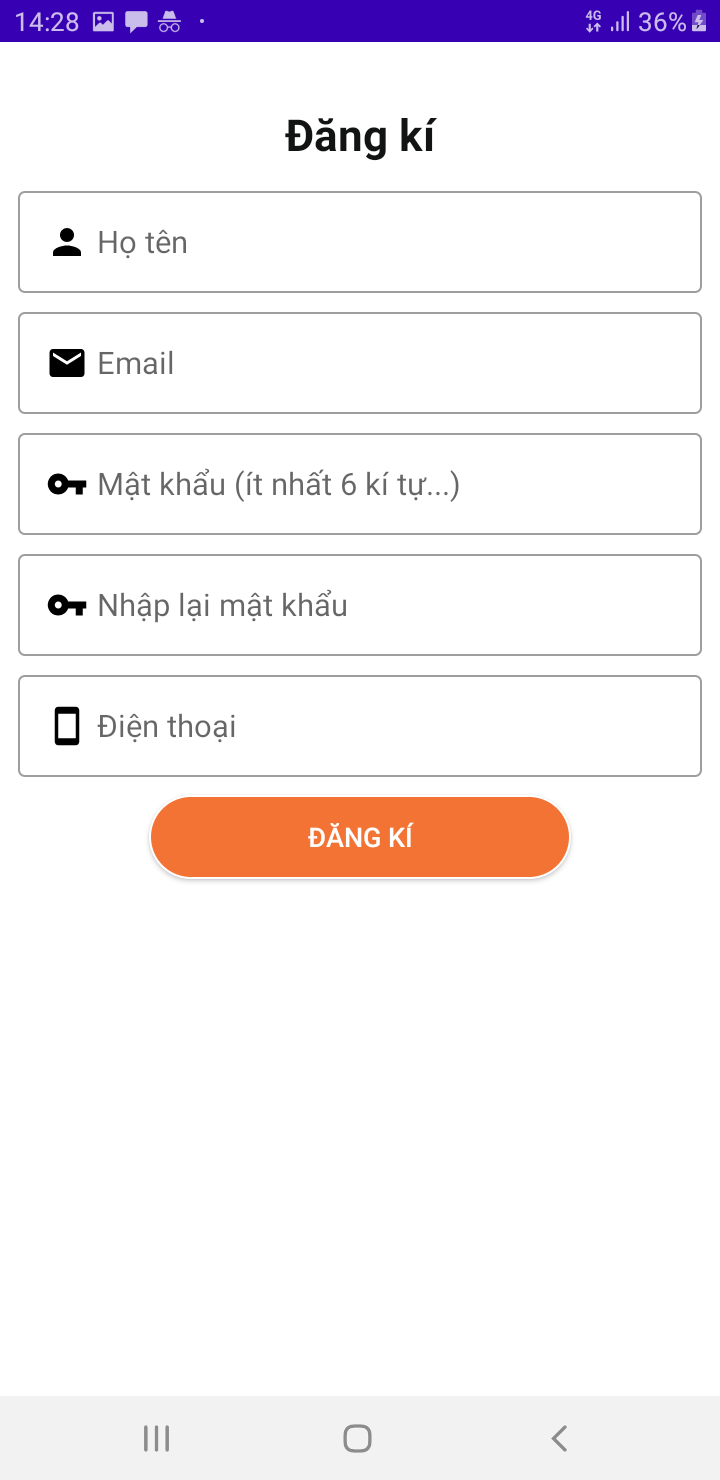 14:28
4G 36%
Đăng kí
Họ tên
Email
Mật khẩu (ít nhất 6 kí tự...)
Nhập lại mật khẩu
Điện thoại
ĐĂNG KÍ